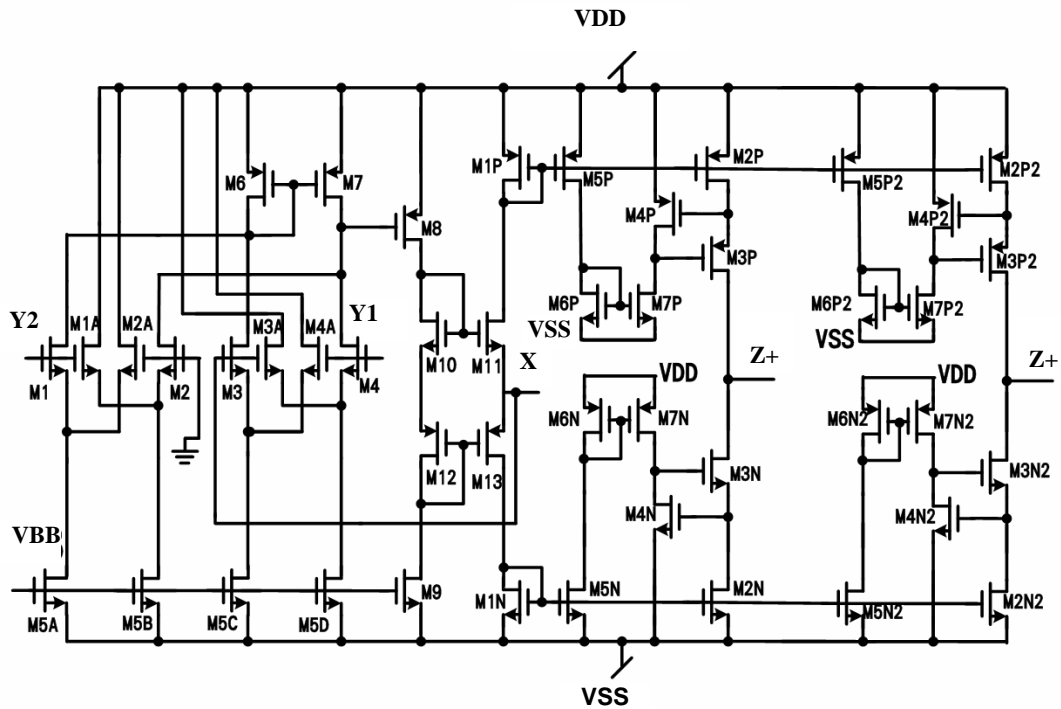 VDD
M1P
M5P
M2P
M5P2
M2P2
M6
M7
M8
M4P
M4P2
M3P
M3P2
Y2
M1A
M2A
M3A
M4A
Y1
M6P
M7P
M6P2
M7P2
VSS
VSS
M10
M11
X
Z+
Z+
M1
M2
M3
M4
VDD
VDD
M6N
M7N
M6N2
M7N2
M12
M13
M3N
M3N2
M4N
M4N2
VBB
M9
M1N
M5N
M2N
M5N2
M2N2
M5A
M5B
M5C
M5D
VSS